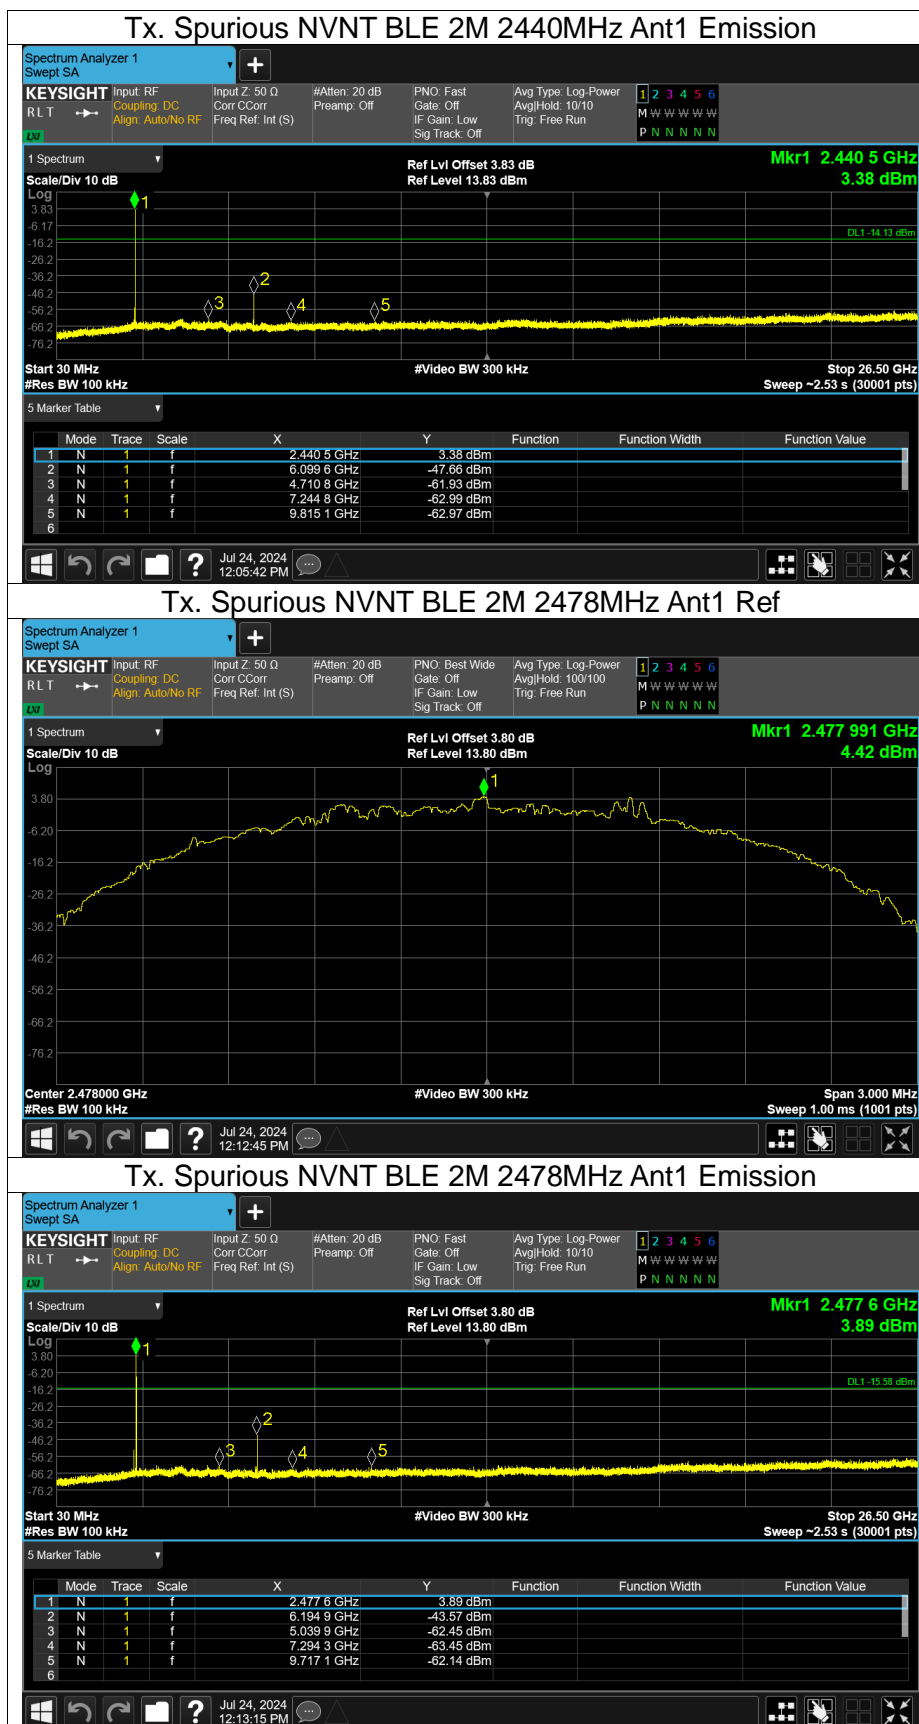 Tx. Spurious NVNT BLE 2M 2440MHz Ant1 Emission
Spectrum Analyzer 1
Swept SA
+
KEYSIGHT Input: RF Input Z: 50 Ω #Atten: 20 dB PNO: Fast Avg Type: Log-Power 1 2 3 4 5 6
RLT Coupling: DC Corr CCorr Preamp: Off Gate: Off Avg|Hold: 10/10 M W W W W W
Align: Auto/No RF Freq Ref: Int (S) IF Gain: Low Trig: Free Run
LXI Sig Track: Off P N N N N N
1 Spectrum Ref Lvl Offset 3.83 dB Mkr1 2.440 5 GHz
Scale/Div 10 dB Ref Level 13.83 dBm 3.38 dBm
Log
1
3.83
-6.17
DL1 -14.13 dBm
-16.2
-26.2
-36.2
2
-46.2
3 4 5
-56.2
-66.2
-76.2
Start 30 MHz #Video BW 300 kHz Stop 26.50 GHz
#Res BW 100 kHz Sweep ~2.53 s (30001 pts)
5 Marker Table
Mode Trace Scale X Y Function Function Width Function Value
1 N 1 f 2.440 5 GHz 3.38 dBm
2 N 1 f 6.099 6 GHz -47.66 dBm
3 N 1 f 4.710 8 GHz -61.93 dBm
4 N 1 f 7.244 8 GHz -62.99 dBm
5 N 1 f 9.815 1 GHz -62.97 dBm
6
? Jul 24, 2024
12:05:42 PM
Tx. Spurious NVNT BLE 2M 2478MHz Ant1 Ref
Spectrum Analyzer 1
Swept SA
+
KEYSIGHT Input: RF Input Z: 50 Ω #Atten: 20 dB PNO: Best Wide Avg Type: Log-Power 1 2 3 4 5 6
RLT Coupling: DC Corr CCorr Preamp: Off Gate: Off Avg|Hold: 100/100 M W W W W W
Align: Auto/No RF Freq Ref: Int (S) IF Gain: Low Trig: Free Run
LXI Sig Track: Off P N N N N N
1 Spectrum Ref Lvl Offset 3.80 dB Mkr1 2.477 991 GHz
Scale/Div 10 dB Ref Level 13.80 dBm 4.42 dBm
Log
1
3.80
-6.20
-16.2
-26.2
-36.2
-46.2
-56.2
-66.2
-76.2
Center 2.478000 GHz #Video BW 300 kHz Span 3.000 MHz
#Res BW 100 kHz Sweep 1.00 ms (1001 pts)
? Jul 24, 2024
12:12:45 PM
Tx. Spurious NVNT BLE 2M 2478MHz Ant1 Emission
Spectrum Analyzer 1
Swept SA
+
KEYSIGHT Input: RF Input Z: 50 Ω #Atten: 20 dB PNO: Fast Avg Type: Log-Power 1 2 3 4 5 6
RLT Coupling: DC Corr CCorr Preamp: Off Gate: Off Avg|Hold: 10/10 M W W W W W
Align: Auto/No RF Freq Ref: Int (S) IF Gain: Low Trig: Free Run
LXI Sig Track: Off P N N N N N
1 Spectrum Ref Lvl Offset 3.80 dB Mkr1 2.477 6 GHz
Scale/Div 10 dB Ref Level 13.80 dBm 3.89 dBm
Log
1
3.80
-6.20
DL1 -15.58 dBm
-16.2
-26.2
2
-36.2
-46.2
3 4 5
-56.2
-66.2
-76.2
Start 30 MHz #Video BW 300 kHz Stop 26.50 GHz
#Res BW 100 kHz Sweep ~2.53 s (30001 pts)
5 Marker Table
Mode Trace Scale X Y Function Function Width Function Value
1 N 1 f 2.477 6 GHz 3.89 dBm
2 N 1 f 6.194 9 GHz -43.57 dBm
3 N 1 f 5.039 9 GHz -62.45 dBm
4 N 1 f 7.294 3 GHz -63.45 dBm
5 N 1 f 9.717 1 GHz -62.14 dBm
6
? Jul 24, 2024
12:13:15 PM